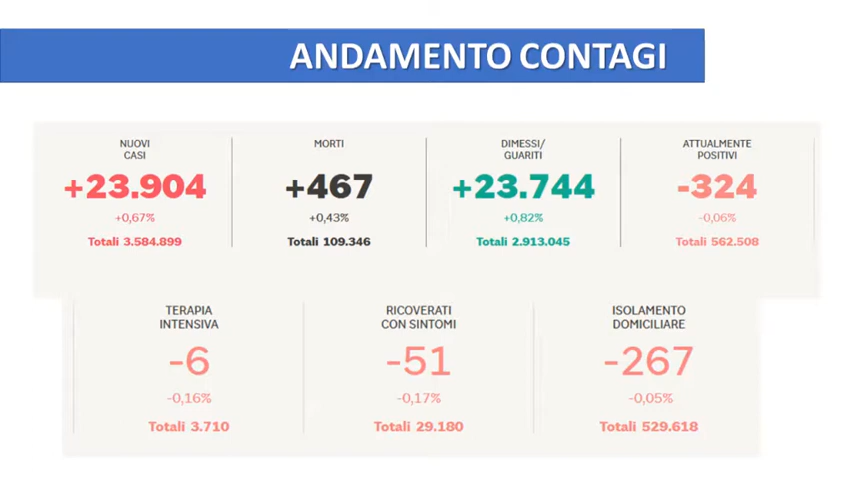 ANDAMENTO CONTAGI
NUOVI
CASI
+23.904
+0,67%
Totali 3.584.899
MORTI
+467
+0,43%
Totali 109.346
DIMESSI/
GUARITI
+23.744
+0,82%
Totali 2.913.045
ATTUALMENTE
POSITIVI
-324
-0,06%
Totali 562.508
TERAPIA
INTENSIVA
-6
-0,16%
Totali 3.710
RICOVERATI
CON SINTOMI
-51
-0,17%
Totali 29.180
ISOLAMENTO
DOMICILIARE
-267
-0,05%
Totali 529.618